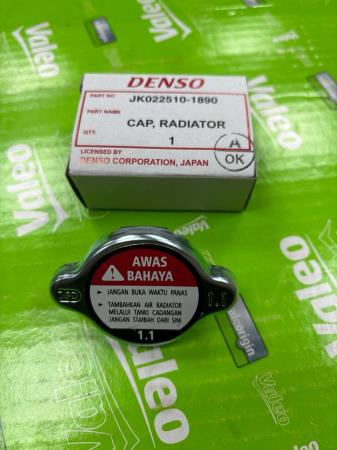 Valeo
DENSO
PART NO JK022510-1890
PART NAME CAP, RADIATOR
QTY. 1
LICENSED BY
DENSO CORPORATION, JAPAN
A
OK
AWAS
BAHAYA
JANGAN BUKA WAKTU PANAS
TAMBAHKAN AIR RADIATOR
MELALUI TANKI CADANGAN
JANGAN TAMBAH DARI SINI
1.1
1.1
Valeo
Valeo
Valeo
Valeo
Valeo